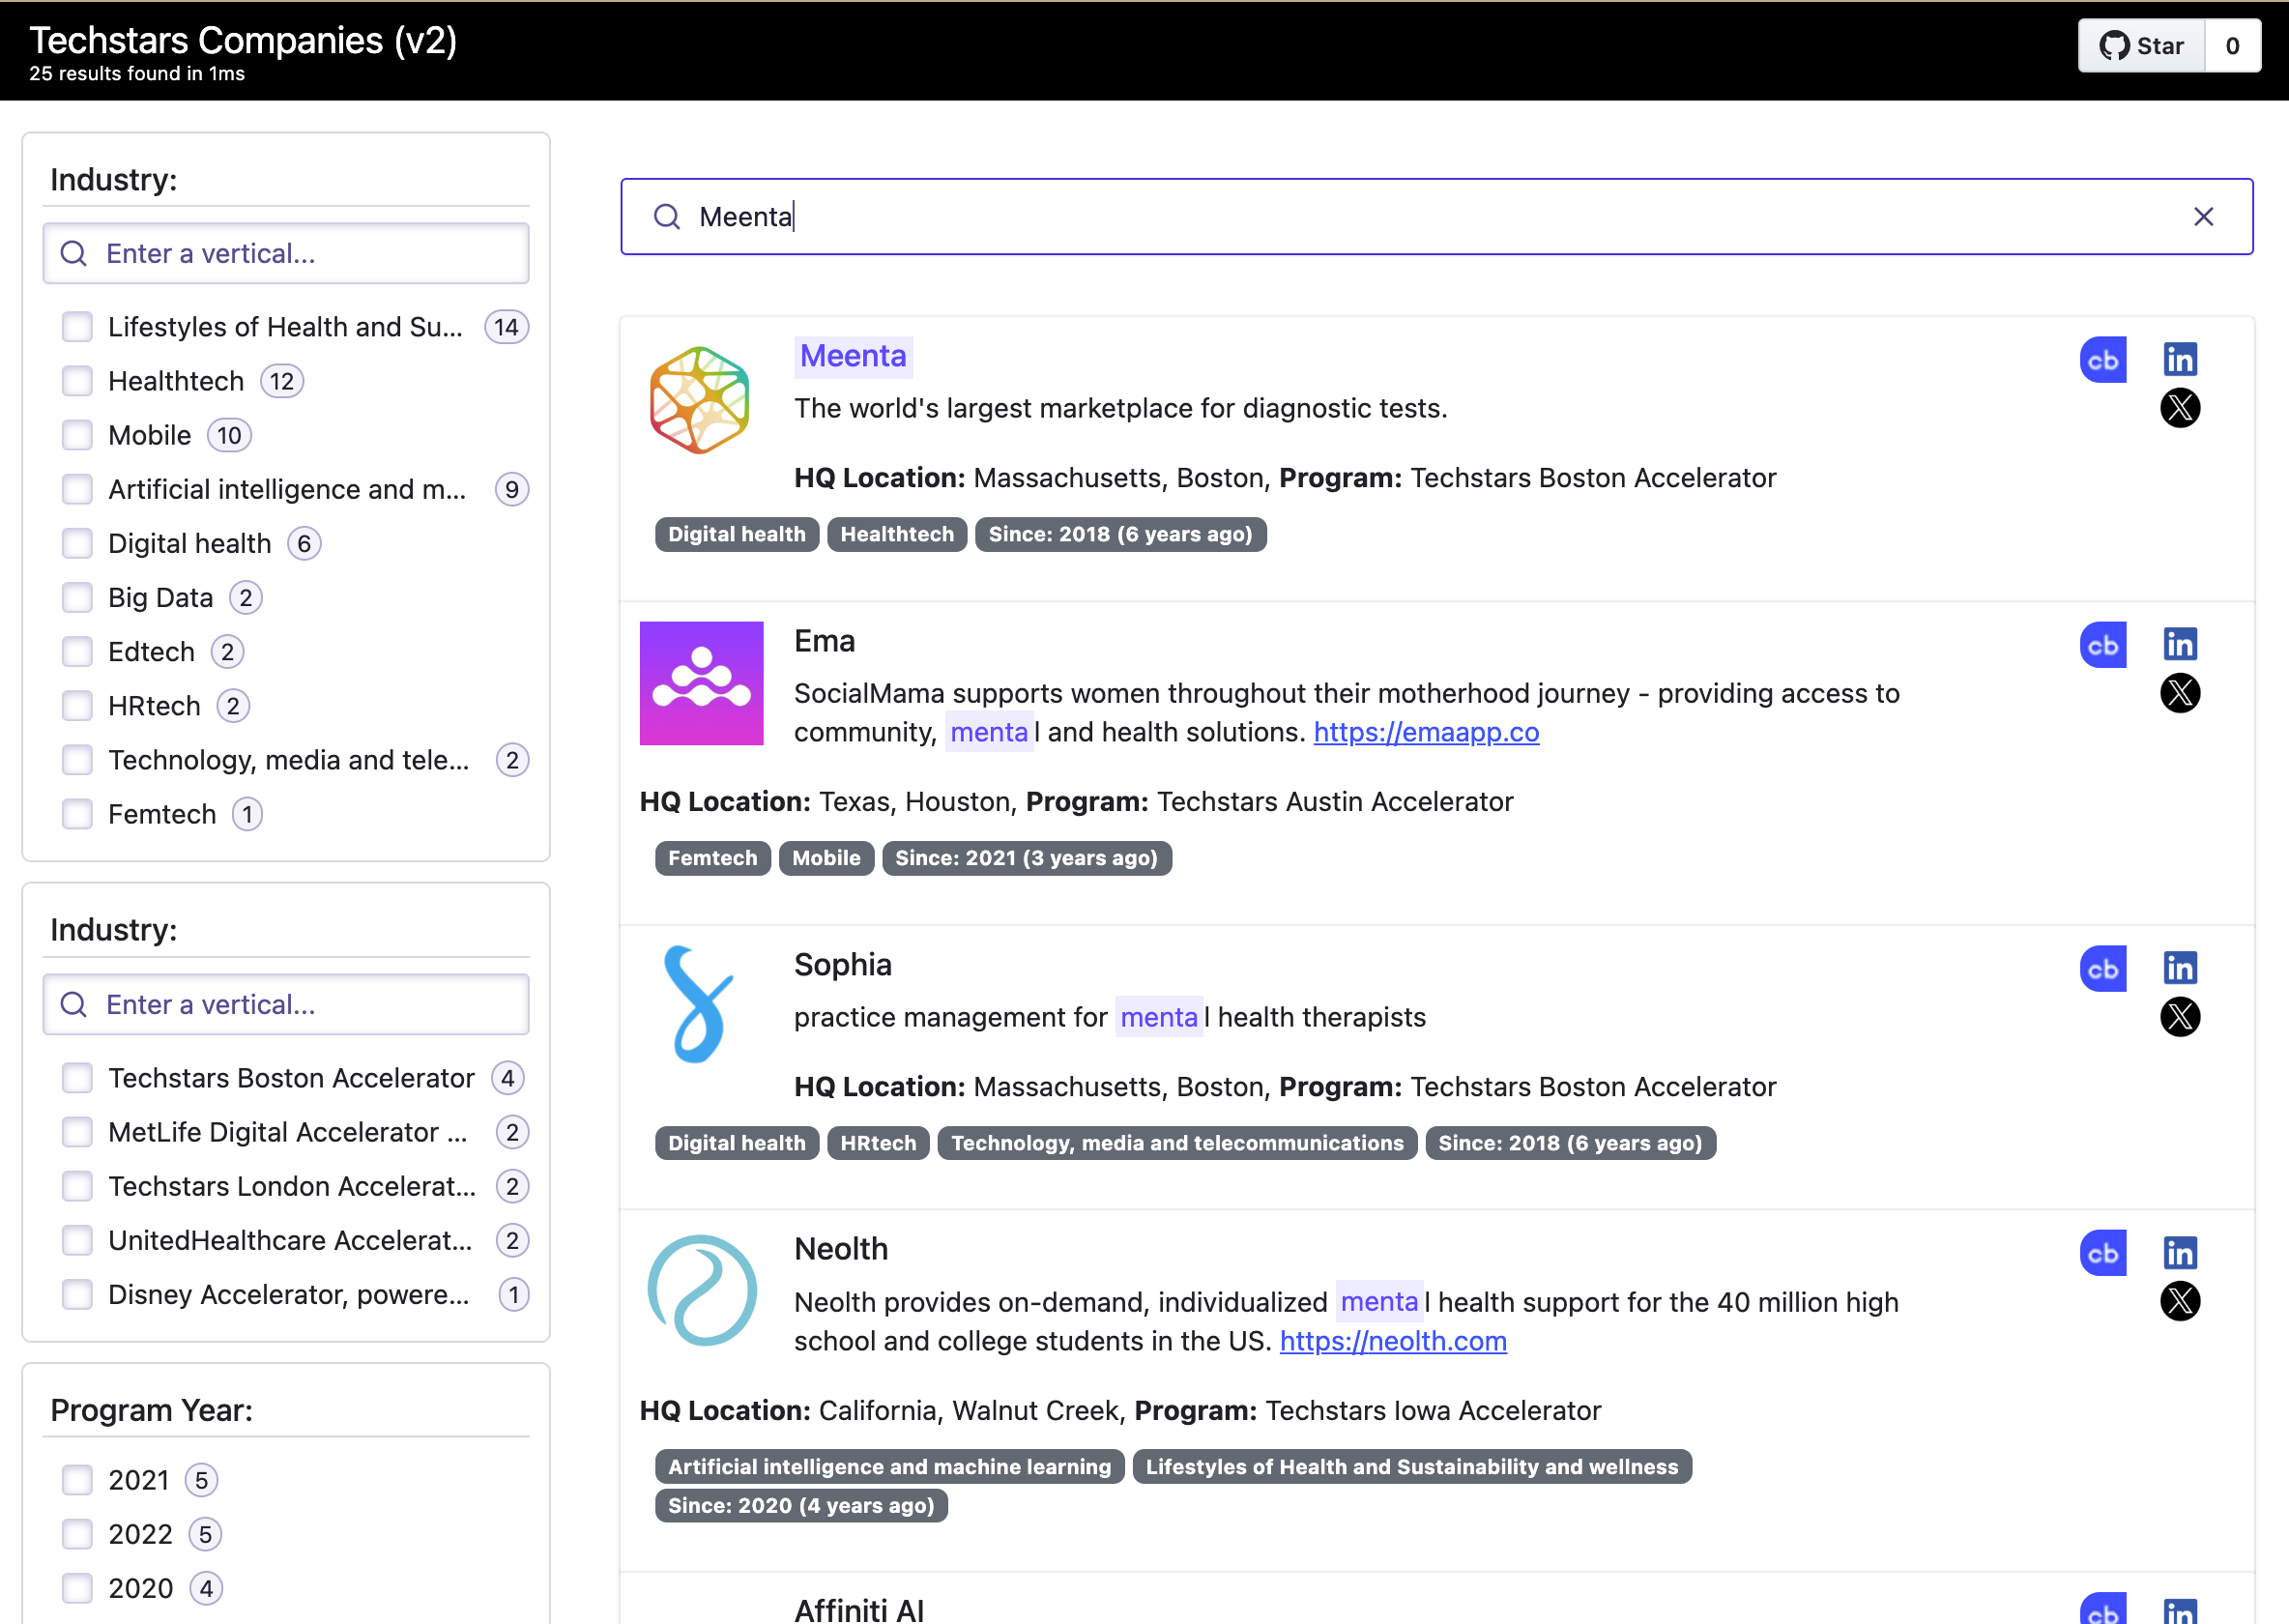 Techstars Companies (v2)
25 results found in 1ms
Star 0
Industry:
Enter a vertical...
Lifestyles of Health and Su... 14
Healthtech 12
Mobile 10
Artificial intelligence and m... 9
Digital health 6
Big Data 2
Edtech 2
HRtech 2
Technology, media and tele... 2
Femtech 1
Industry:
Enter a vertical...
Techstars Boston Accelerator 4
MetLife Digital Accelerator ... 2
Techstars London Accelerat... 2
UnitedHealthcare Accelerat... 2
Disney Accelerator, powere... 1
Program Year:
2021 5
2022 5
2020 4
Meenta
Meenta
cb in
X
The world's largest marketplace for diagnostic tests.
HQ Location: Massachusetts, Boston, Program: Techstars Boston Accelerator
Digital health Healthtech Since: 2018 (6 years ago)
Ema
cb in
X
SocialMama supports women throughout their motherhood journey - providing access to
community, mental and health solutions. https://emaapp.co
HQ Location: Texas, Houston, Program: Techstars Austin Accelerator
Femtech Mobile Since: 2021 (3 years ago)
Sophia
cb in
X
practice management for mental health therapists
HQ Location: Massachusetts, Boston, Program: Techstars Boston Accelerator
Digital health HRtech Technology, media and telecommunications Since: 2018 (6 years ago)
Neolth
cb in
X
Neolth provides on-demand, individualized mental health support for the 40 million high
school and college students in the US. https://neolth.com
HQ Location: California, Walnut Creek, Program: Techstars Iowa Accelerator
Artificial intelligence and machine learning Lifestyles of Health and Sustainability and wellness
Since: 2020 (4 years ago)
Affiniti AI
cb in